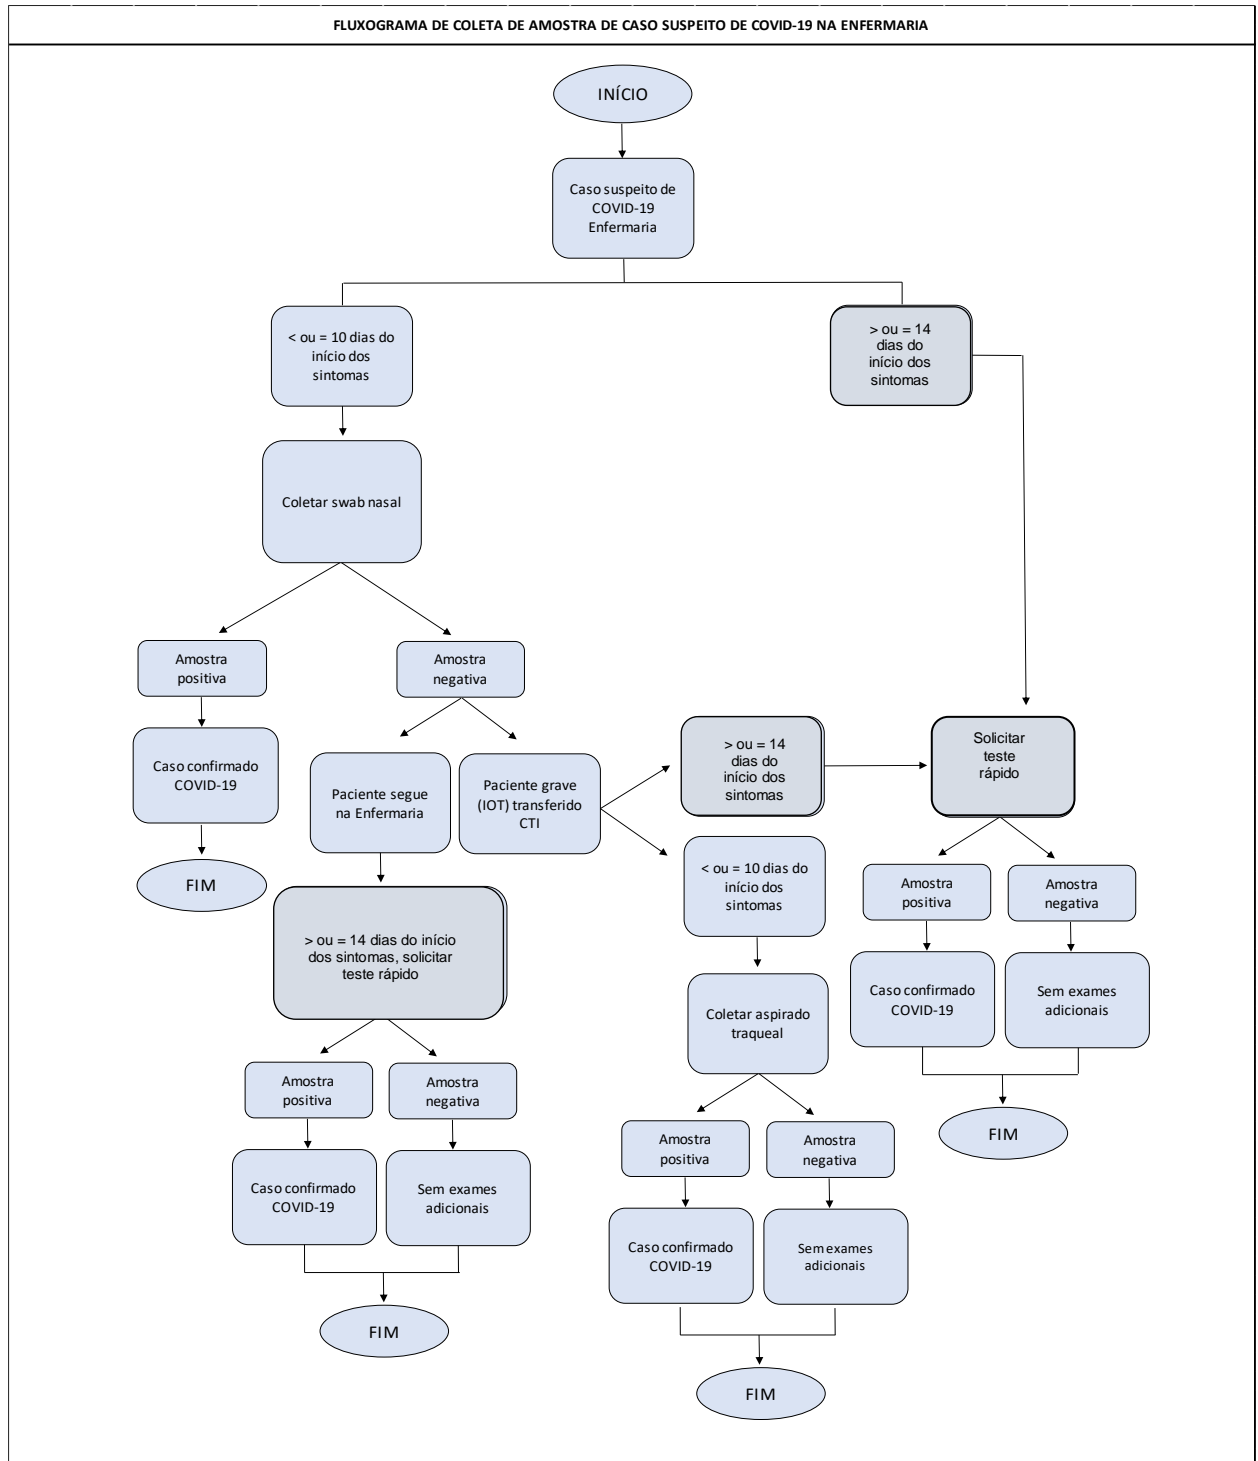 FLUXOGRAMA DE COLETA DE AMOSTRA DE CASO SUSPEITO DE COVID-19 NA ENFERMARIA
INÍCIO
Caso suspeito de
COVID-19
Enfermaria
< ou = 10 dias do
início dos
sintomas
> ou = 14
dias do
início dos
sintomas
Coletar swab nasal
Amostra
positiva
Amostra
negativa
Caso confirmado
COVID-19
FIM
Paciente segue
na Enfermaria
Paciente grave
(IOT) transferido
CTI
> ou = 14
dias do
início dos
sintomas
Solicitar
teste
rápido
< ou = 10 dias do
início dos
sintomas
Amostra
positiva
Amostra
negativa
> ou = 14 dias do início
dos sintomas, solicitar
teste rápido
Coletar aspirado
traqueal
Caso confirmado
COVID-19
Sem exames
adicionais
FIM
Amostra
positiva
Amostra
negativa
Caso confirmado
COVID-19
Sem exames
adicionais
FIM
Amostra
positiva
Amostra
negativa
Caso confirmado
COVID-19
Sem exames
adicionais
FIM